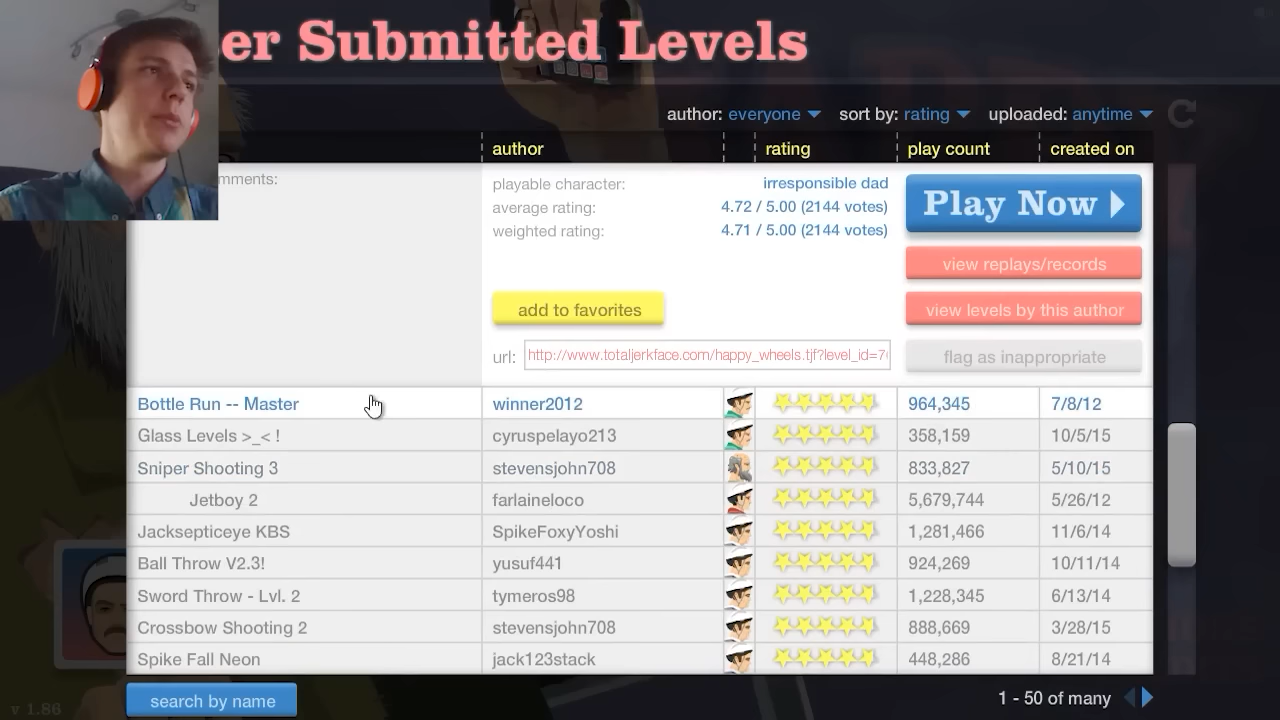 er Submitted Levels
author: everyone sort by: rating uploaded: anytime
author rating play count created on
mments:
playable character: irresponsible dad
average rating: 4.72 / 5.00 (2144 votes)
weighted rating: 4.71 / 5.00 (2144 votes)
Play Now
view replays/records
add to favorites
view levels by this author
url: http://www.totaljerkface.com/happy_wheels.tjf?level_id=7
flag as inappropriate
Bottle Run -- Master winner2012 964,345 7/8/12
Glass Levels >_< ! cyruspelayo213 358,159 10/5/15
Sniper Shooting 3 stevensjohn708 833,827 5/10/15
Jetboy 2 farlaineloco 5,679,744 5/26/12
Jacksepticeye KBS SpikeFoxyYoshi 1,281,466 11/6/14
Ball Throw V2.3! yusuf441 924,269 10/11/14
Sword Throw - Lvl. 2 tymeros98 1,228,345 6/13/14
Crossbow Shooting 2 stevensjohn708 888,669 3/28/15
Spike Fall Neon jack123stack 448,286 8/21/14
search by name
1 - 50 of many
v 1.86